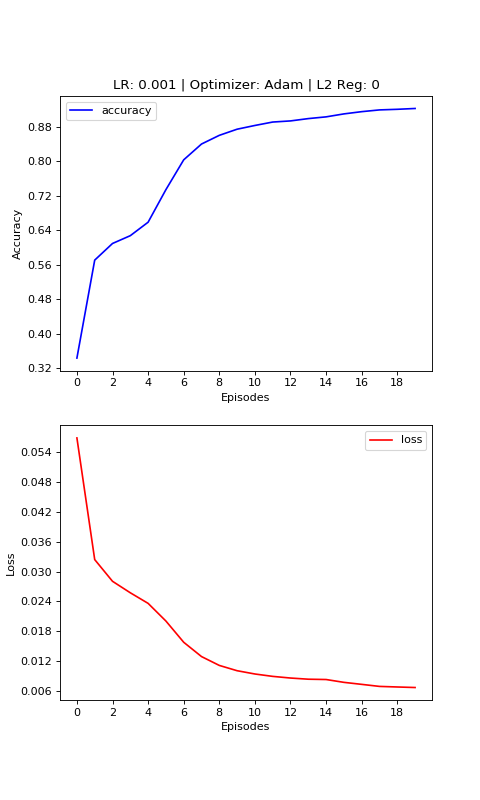 LR: 0.001 | Optimizer: Adam | L2 Reg: 0
accuracy
0.88
0.80
0.72
0.64
0.56
0.48
0.40
0.32
Accuracy
0 2 4 6 8 10 12 14 16 18
Episodes
loss
0.054
0.048
0.042
0.036
0.030
0.024
0.018
0.012
0.006
Loss
0 2 4 6 8 10 12 14 16 18
Episodes